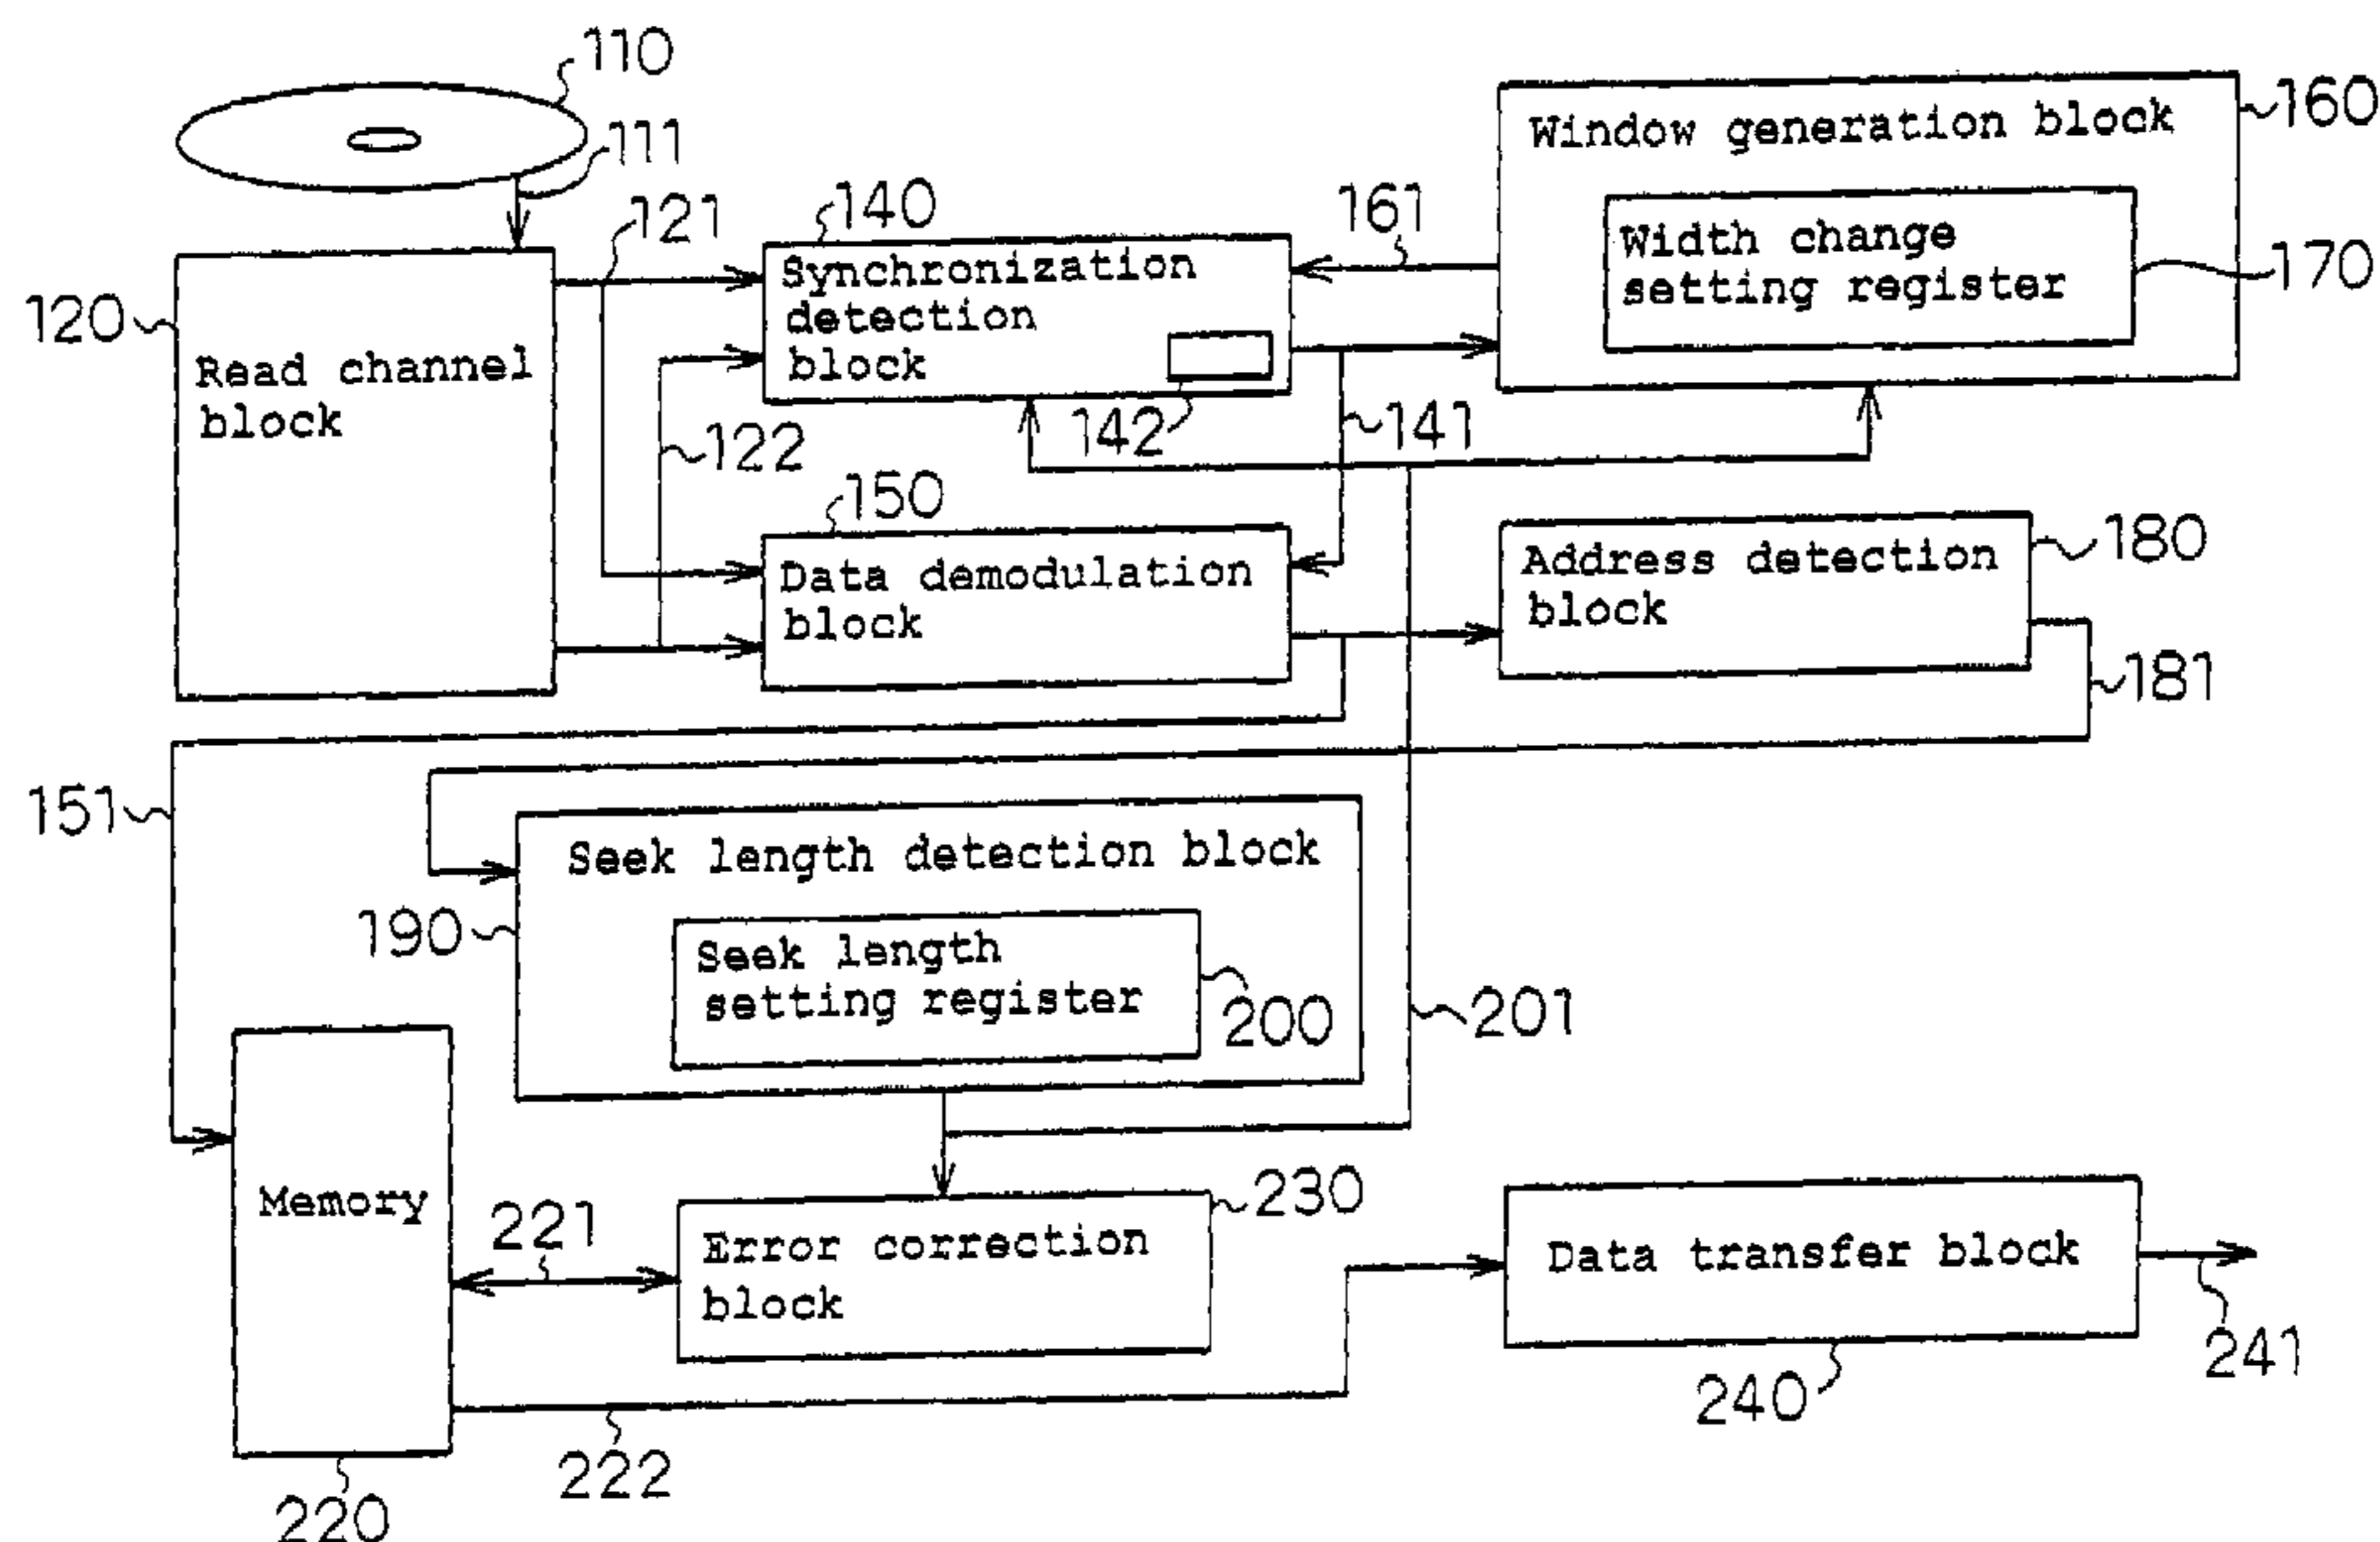 110
111
121
140
161
Window generation block
160
Width change
setting register
170
120
Read channel
block
Synchronization
detection
block
122
142
141
150
Data demodulation
block
Address detection
block
180
181
151
Seek length detection block
190
Seek length
setting register
200
201
Memory
221
Error correction
block
230
Data transfer block
241
240
222
220